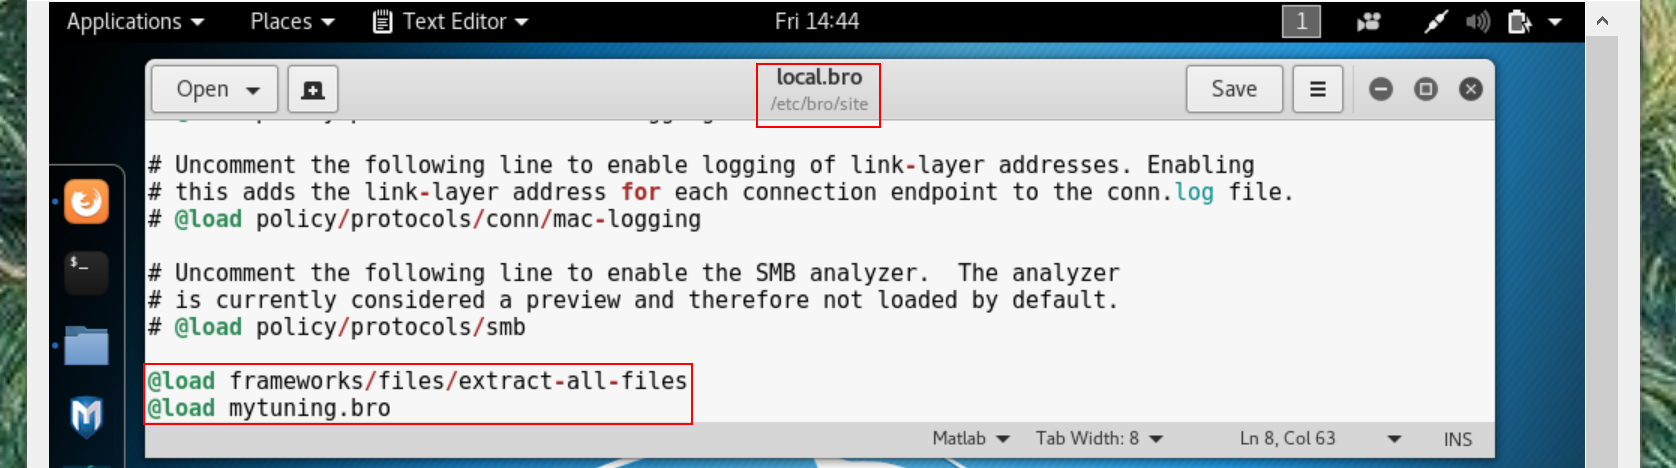 Applications Places Text Editor Fri 14:44 1
Open local.bro Save
/etc/bro/site
# Uncomment the following line to enable logging of link-layer addresses. Enabling
# this adds the link-layer address for each connection endpoint to the conn.log file.
# @load policy/protocols/conn/mac-logging
# Uncomment the following line to enable the SMB analyzer.  The analyzer
# is currently considered a preview and therefore not loaded by default.
# @load policy/protocols/smb
@load frameworks/files/extract-all-files
@load mytuning.bro
Matlab Tab Width: 8 Ln 8, Col 63 INS